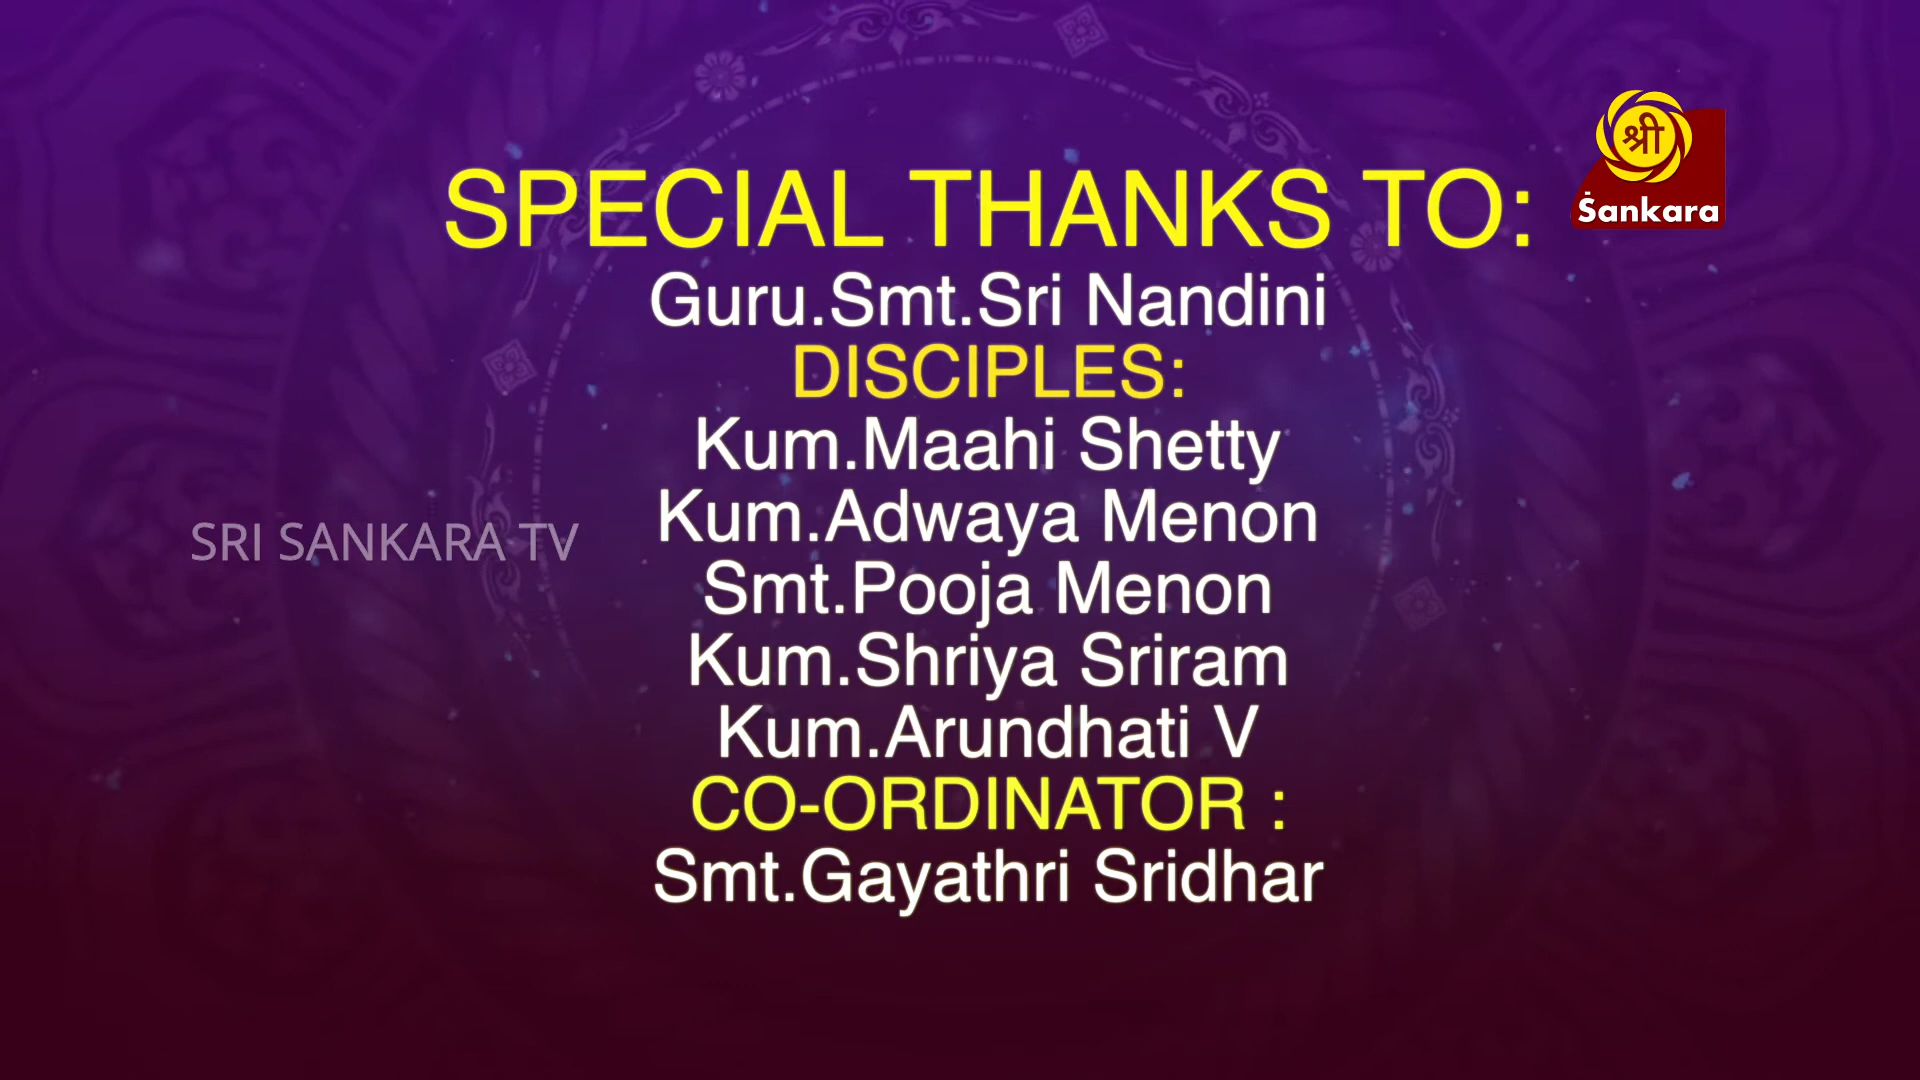 श्री
Śankara
SPECIAL THANKS TO:
Guru.Smt.Sri Nandini
DISCIPLES:
Kum.Maahi Shetty
Kum.Adwaya Menon
SRI SANKARA TV
Smt.Pooja Menon
Kum.Shriya Sriram
Kum.Arundhati V
CO-ORDINATOR :
Smt.Gayathri Sridhar